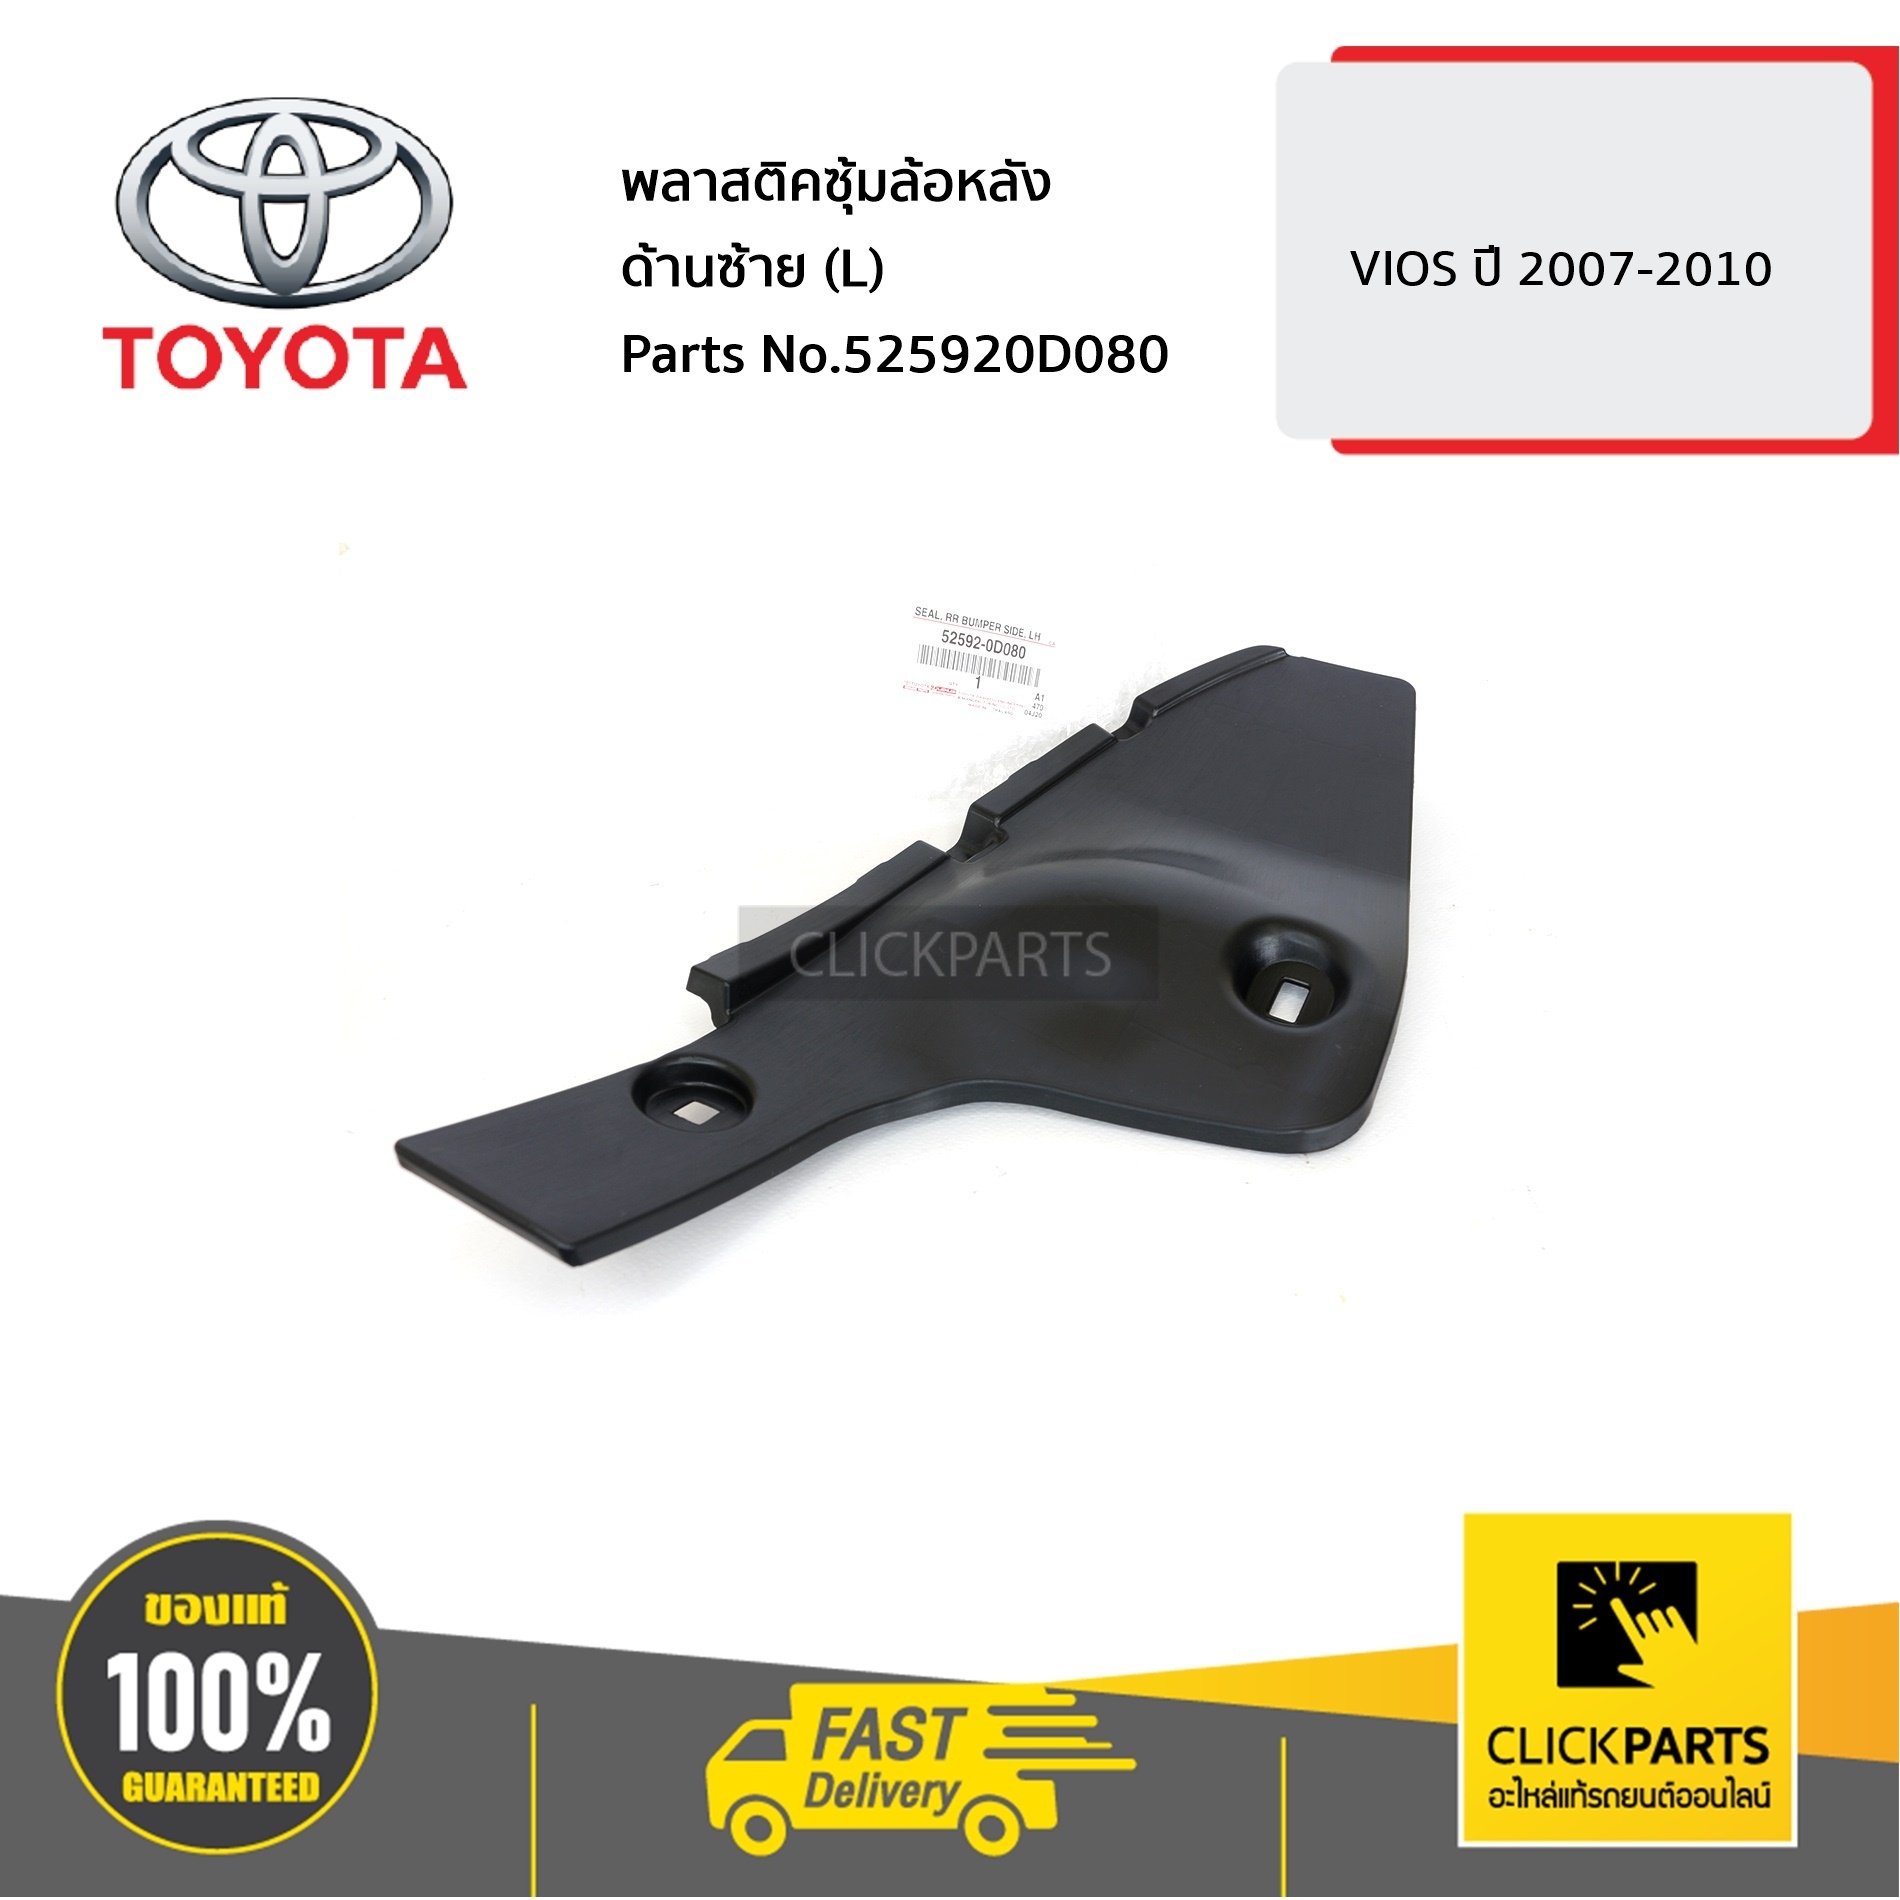 TOYOTA
พลาสติคซุ้มล้อหลัง
ด้านซ้าย (L)
Parts No.525920D080
VIOS ปี 2007-2010
SEAL, RR BUMPER SIDE, LH
52592-0D080
1
A1
470
04J20
CLICKPARTS
ของแท้
100%
GUARANTEED
FAST
Delivery
CLICKPARTS
อะไหล่แท้รถยนต์ออนไลน์